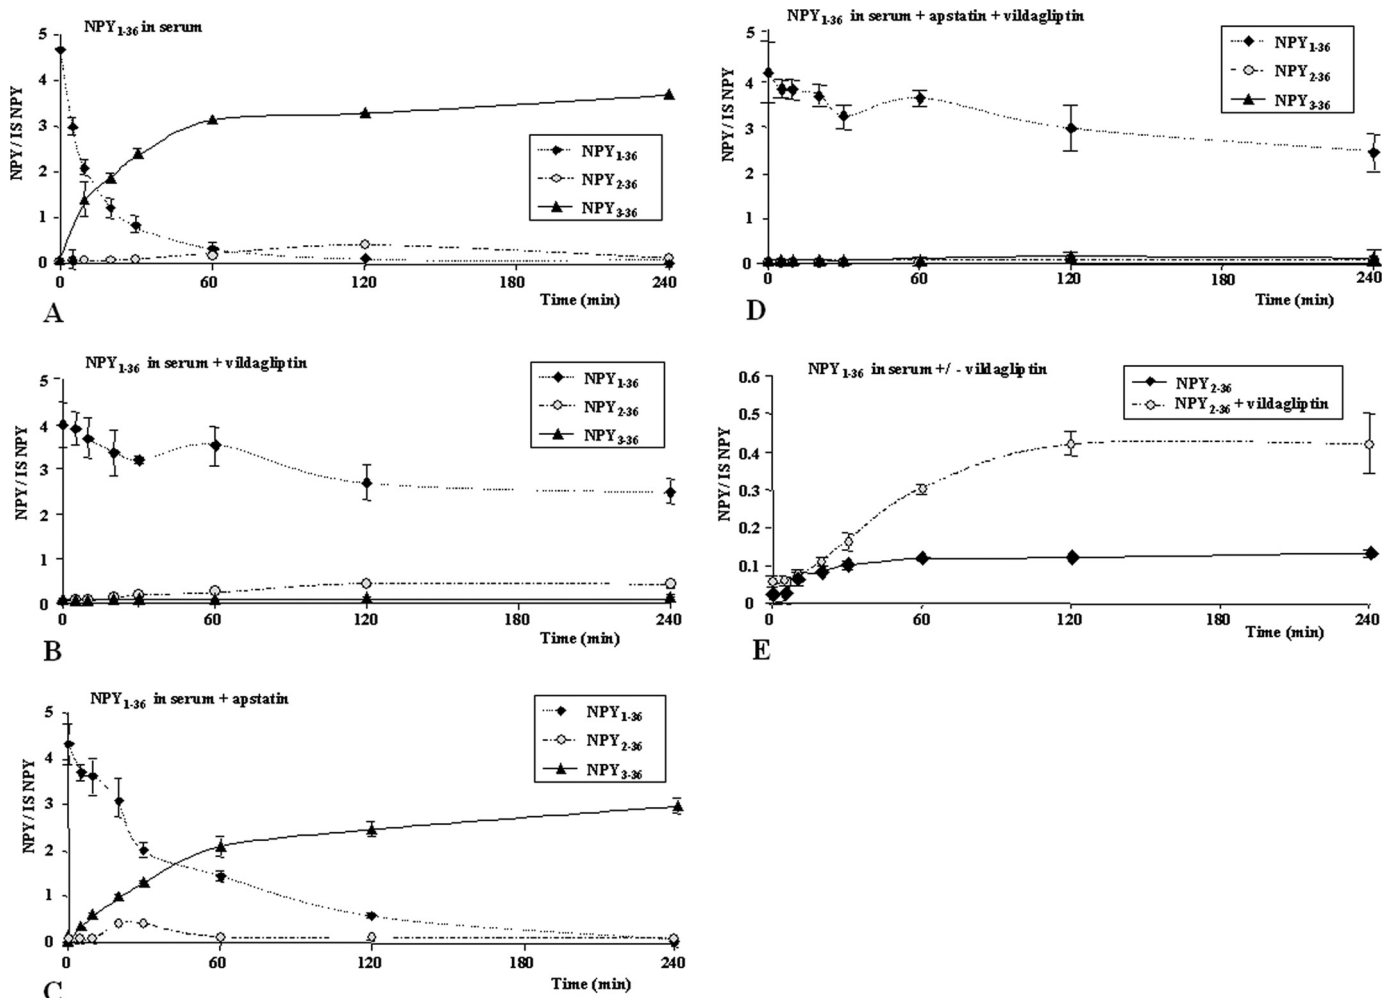 NPY1-36 in serum
NPY / IS NPY
5
4
3
2
1
0
NPY1-36
NPY2-36
NPY3-36
0
60
120
180
240
Time (min)
A
NPY1-36 in serum + vildagliptin
NPY / IS NPY
5
4
3
2
1
0
NPY1-36
NPY2-36
NPY3-36
0
60
120
180
240
Time (min)
B
NPY1-36 in serum + apstatin
NPY / IS NPY
5
4
3
2
1
0
NPY1-36
NPY2-36
NPY3-36
0
60
120
180
240
Time (min)
C
NPY1-36 in serum + apstatin + vildagliptin
NPY / IS NPY
5
4
3
2
1
0
NPY1-36
NPY2-36
NPY3-36
0
60
120
180
240
Time (min)
D
NPY1-36 in serum +/ - vildagliptin
NPY / IS NPY
0.6
0.5
0.4
0.3
0.2
0.1
0
NPY2-36
NPY2-36 + vildagliptin
0
60
120
180
240
Time (min)
E